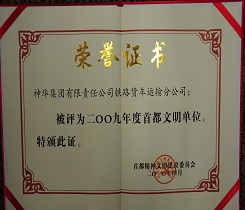 荣誉证书
神华集团有限责任公司铁路货车运输分公司：
被评为二〇〇九年度首都文明单位。
特颁此证。
首都精神文明建设委员会